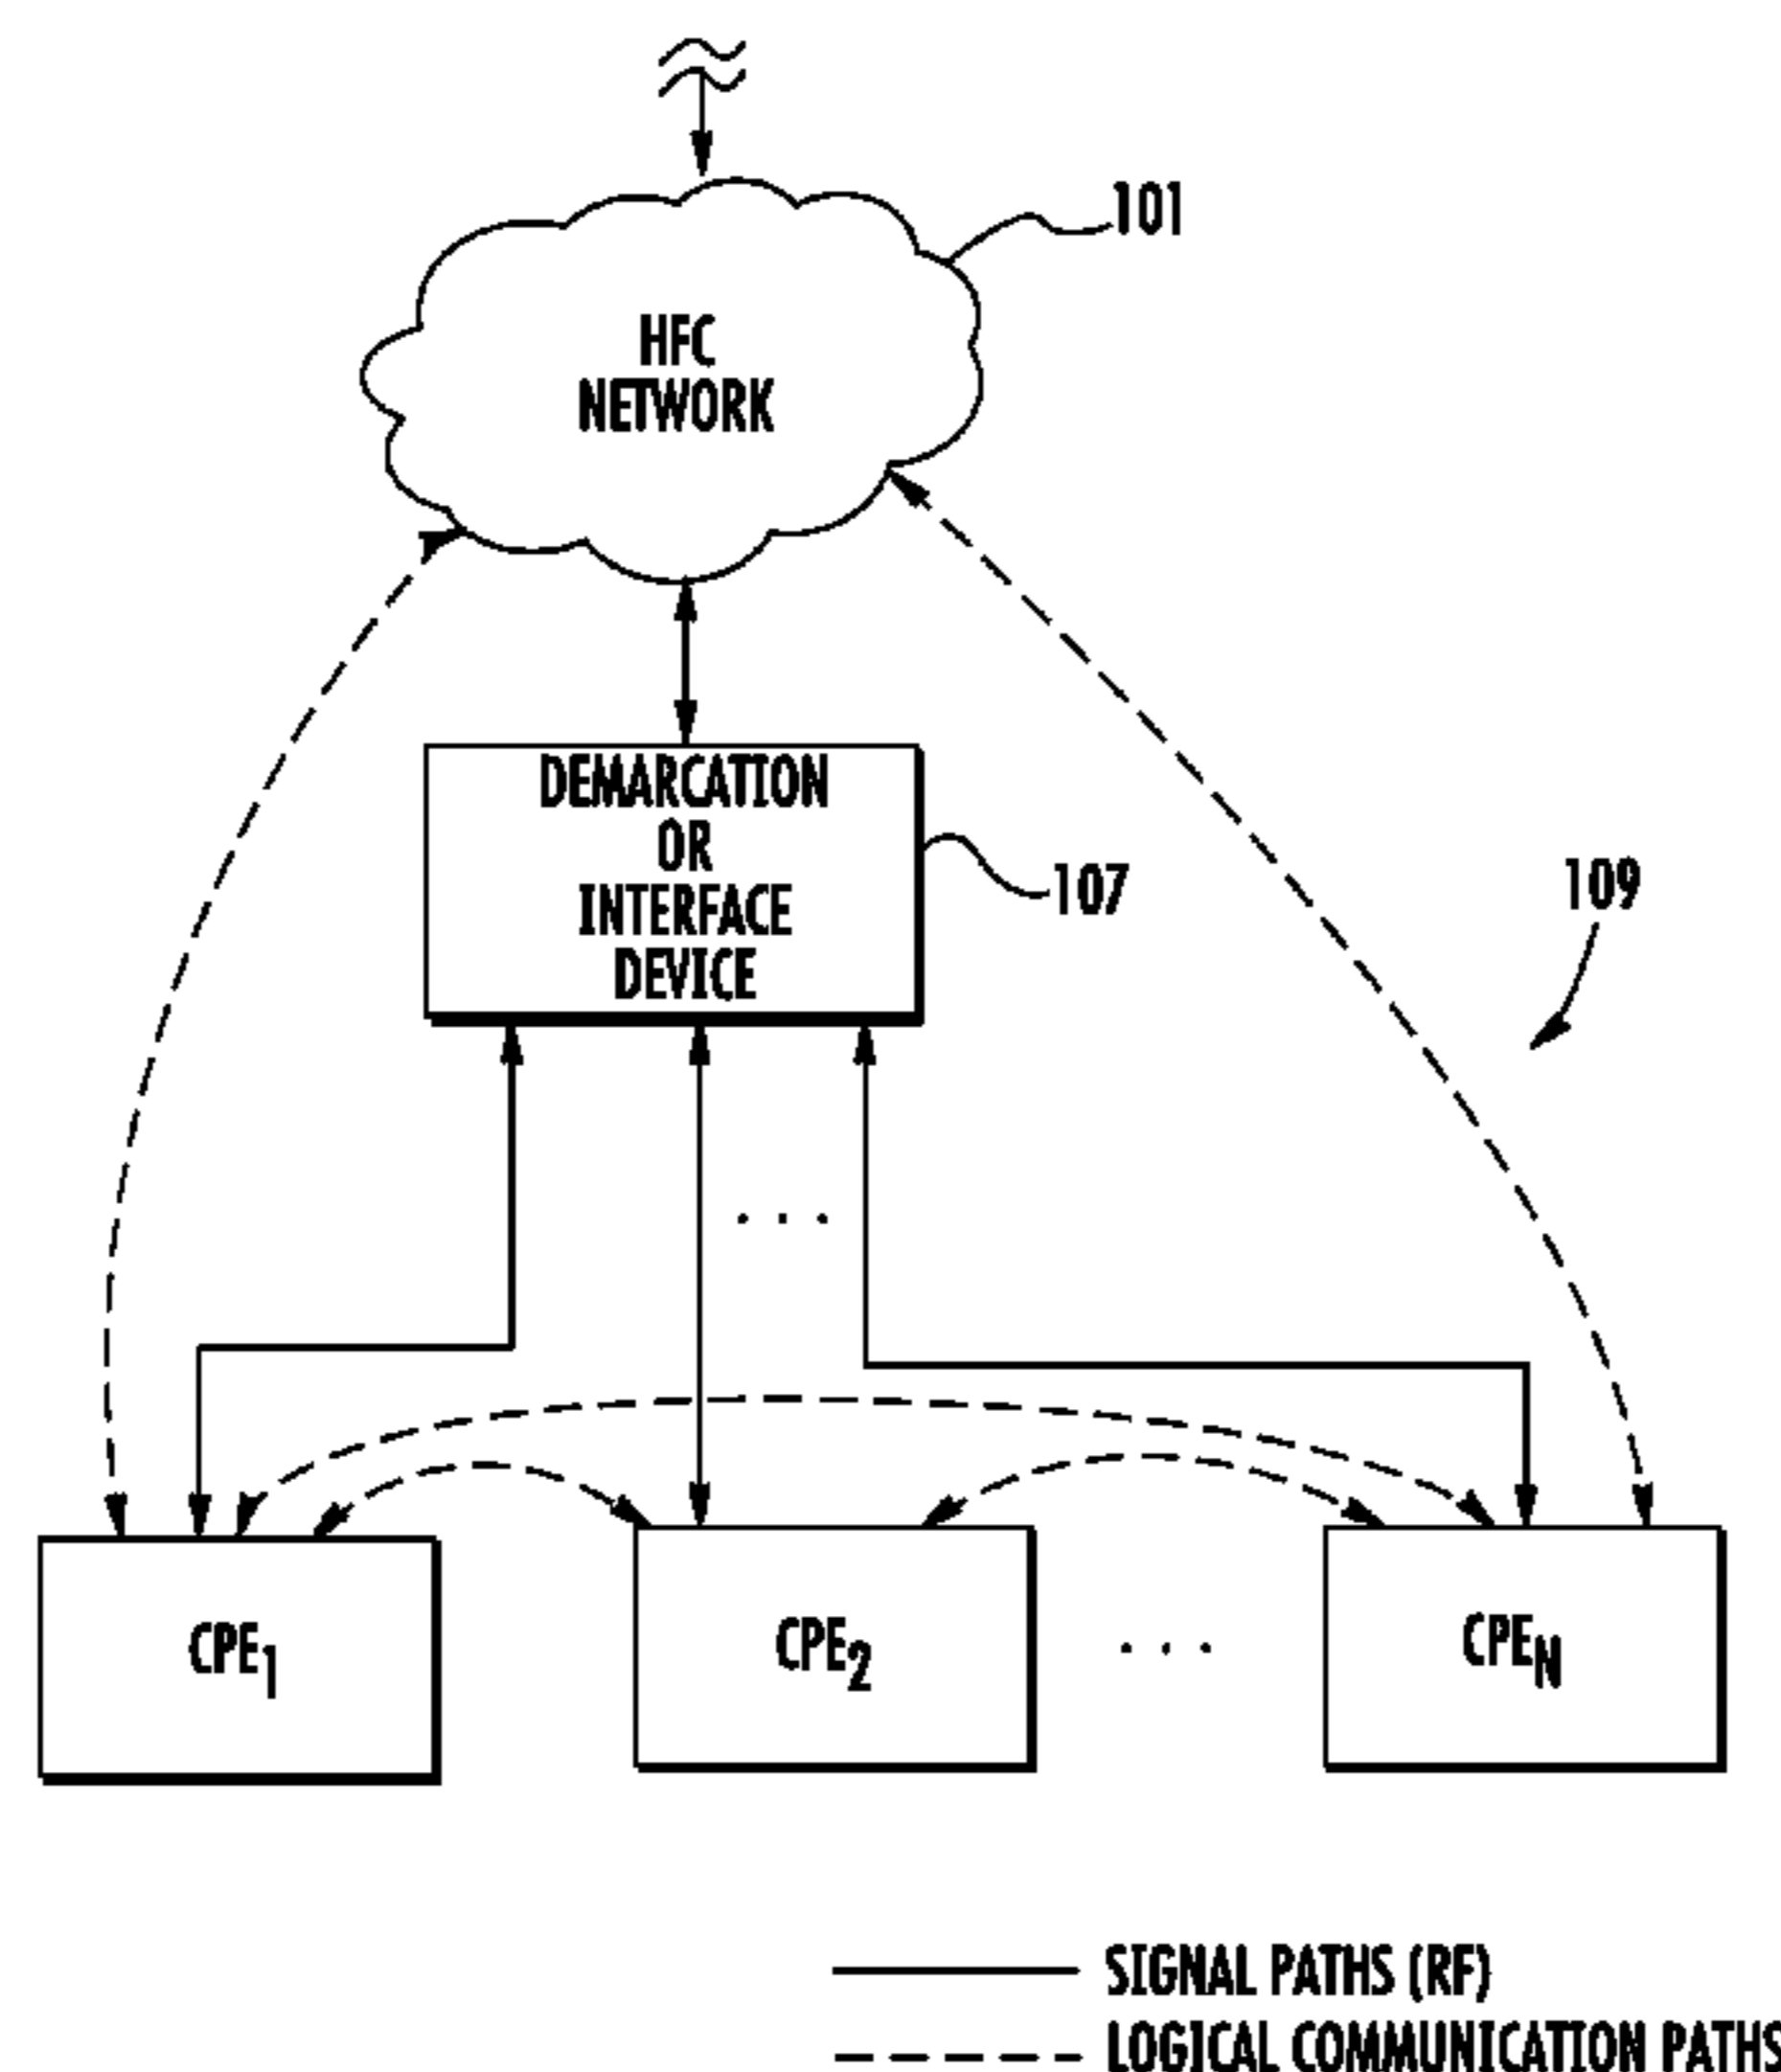 101
HFC
NETWORK
DEMARCATION
OR
INTERFACE
DEVICE
107
109
. . .
CPE1
CPE2
. . .
CPEN
SIGNAL PATHS (RF)
LOGICAL COMMUNICATION PATHS